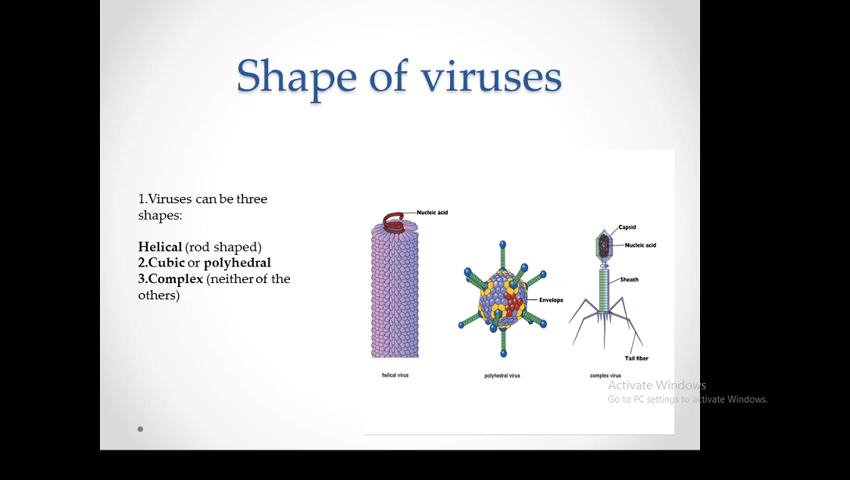 Shape of viruses
1.Viruses can be three
shapes:
Helical (rod shaped)
2.Cubic or polyhedral
3.Complex (neither of the
others)
Nucleic acid
helical virus
Envelope
polyhedral virus
Capsid
Nucleic acid
Sheath
Tail fiber
complex virus
Activate Windows
Go to PC settings to activate Windows.